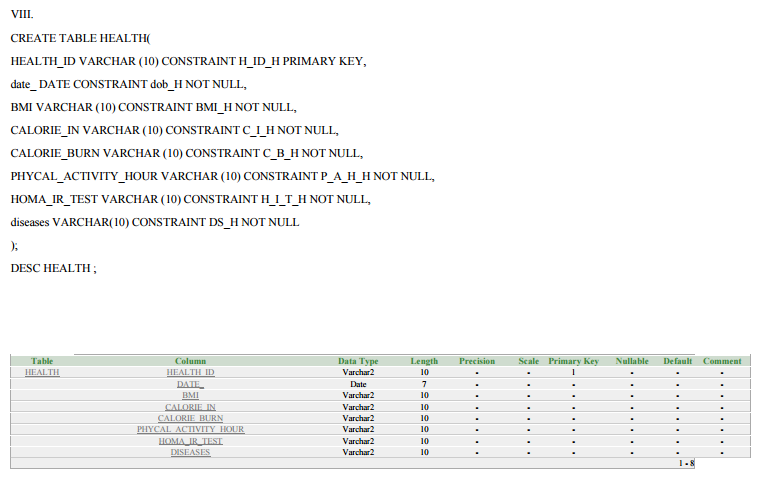 VIII.
CREATE TABLE HEALTH(
HEALTH_ID VARCHAR (10) CONSTRAINT H_ID_H PRIMARY KEY,
date_ DATE CONSTRAINT dob_H NOT NULL,
BMI VARCHAR (10) CONSTRAINT BMI_H NOT NULL,
CALORIE_IN VARCHAR (10) CONSTRAINT C_I_H NOT NULL,
CALORIE_BURN VARCHAR (10) CONSTRAINT C_B_H NOT NULL,
PHYCAL_ACTIVITY_HOUR VARCHAR (10) CONSTRAINT P_A_H_H NOT NULL,
HOMA_IR_TEST VARCHAR (10) CONSTRAINT H_I_T_H NOT NULL,
diseases VARCHAR(10) CONSTRAINT DS_H NOT NULL
);
DESC HEALTH ;
Table Column Data Type Length Precision Scale Primary Key Nullable Default Comment
HEALTH HEALTH_ID Varchar2 10 - - 1 - - -
DATE_ Date 7 - - - - - -
BMI Varchar2 10 - - - - - -
CALORIE_IN Varchar2 10 - - - - - -
CALORIE_BURN Varchar2 10 - - - - - -
PHYCAL_ACTIVITY_HOUR Varchar2 10 - - - - - -
HOMA_IR_TEST Varchar2 10 - - - - - -
DISEASES Varchar2 10 - - - - - -
1 - 8